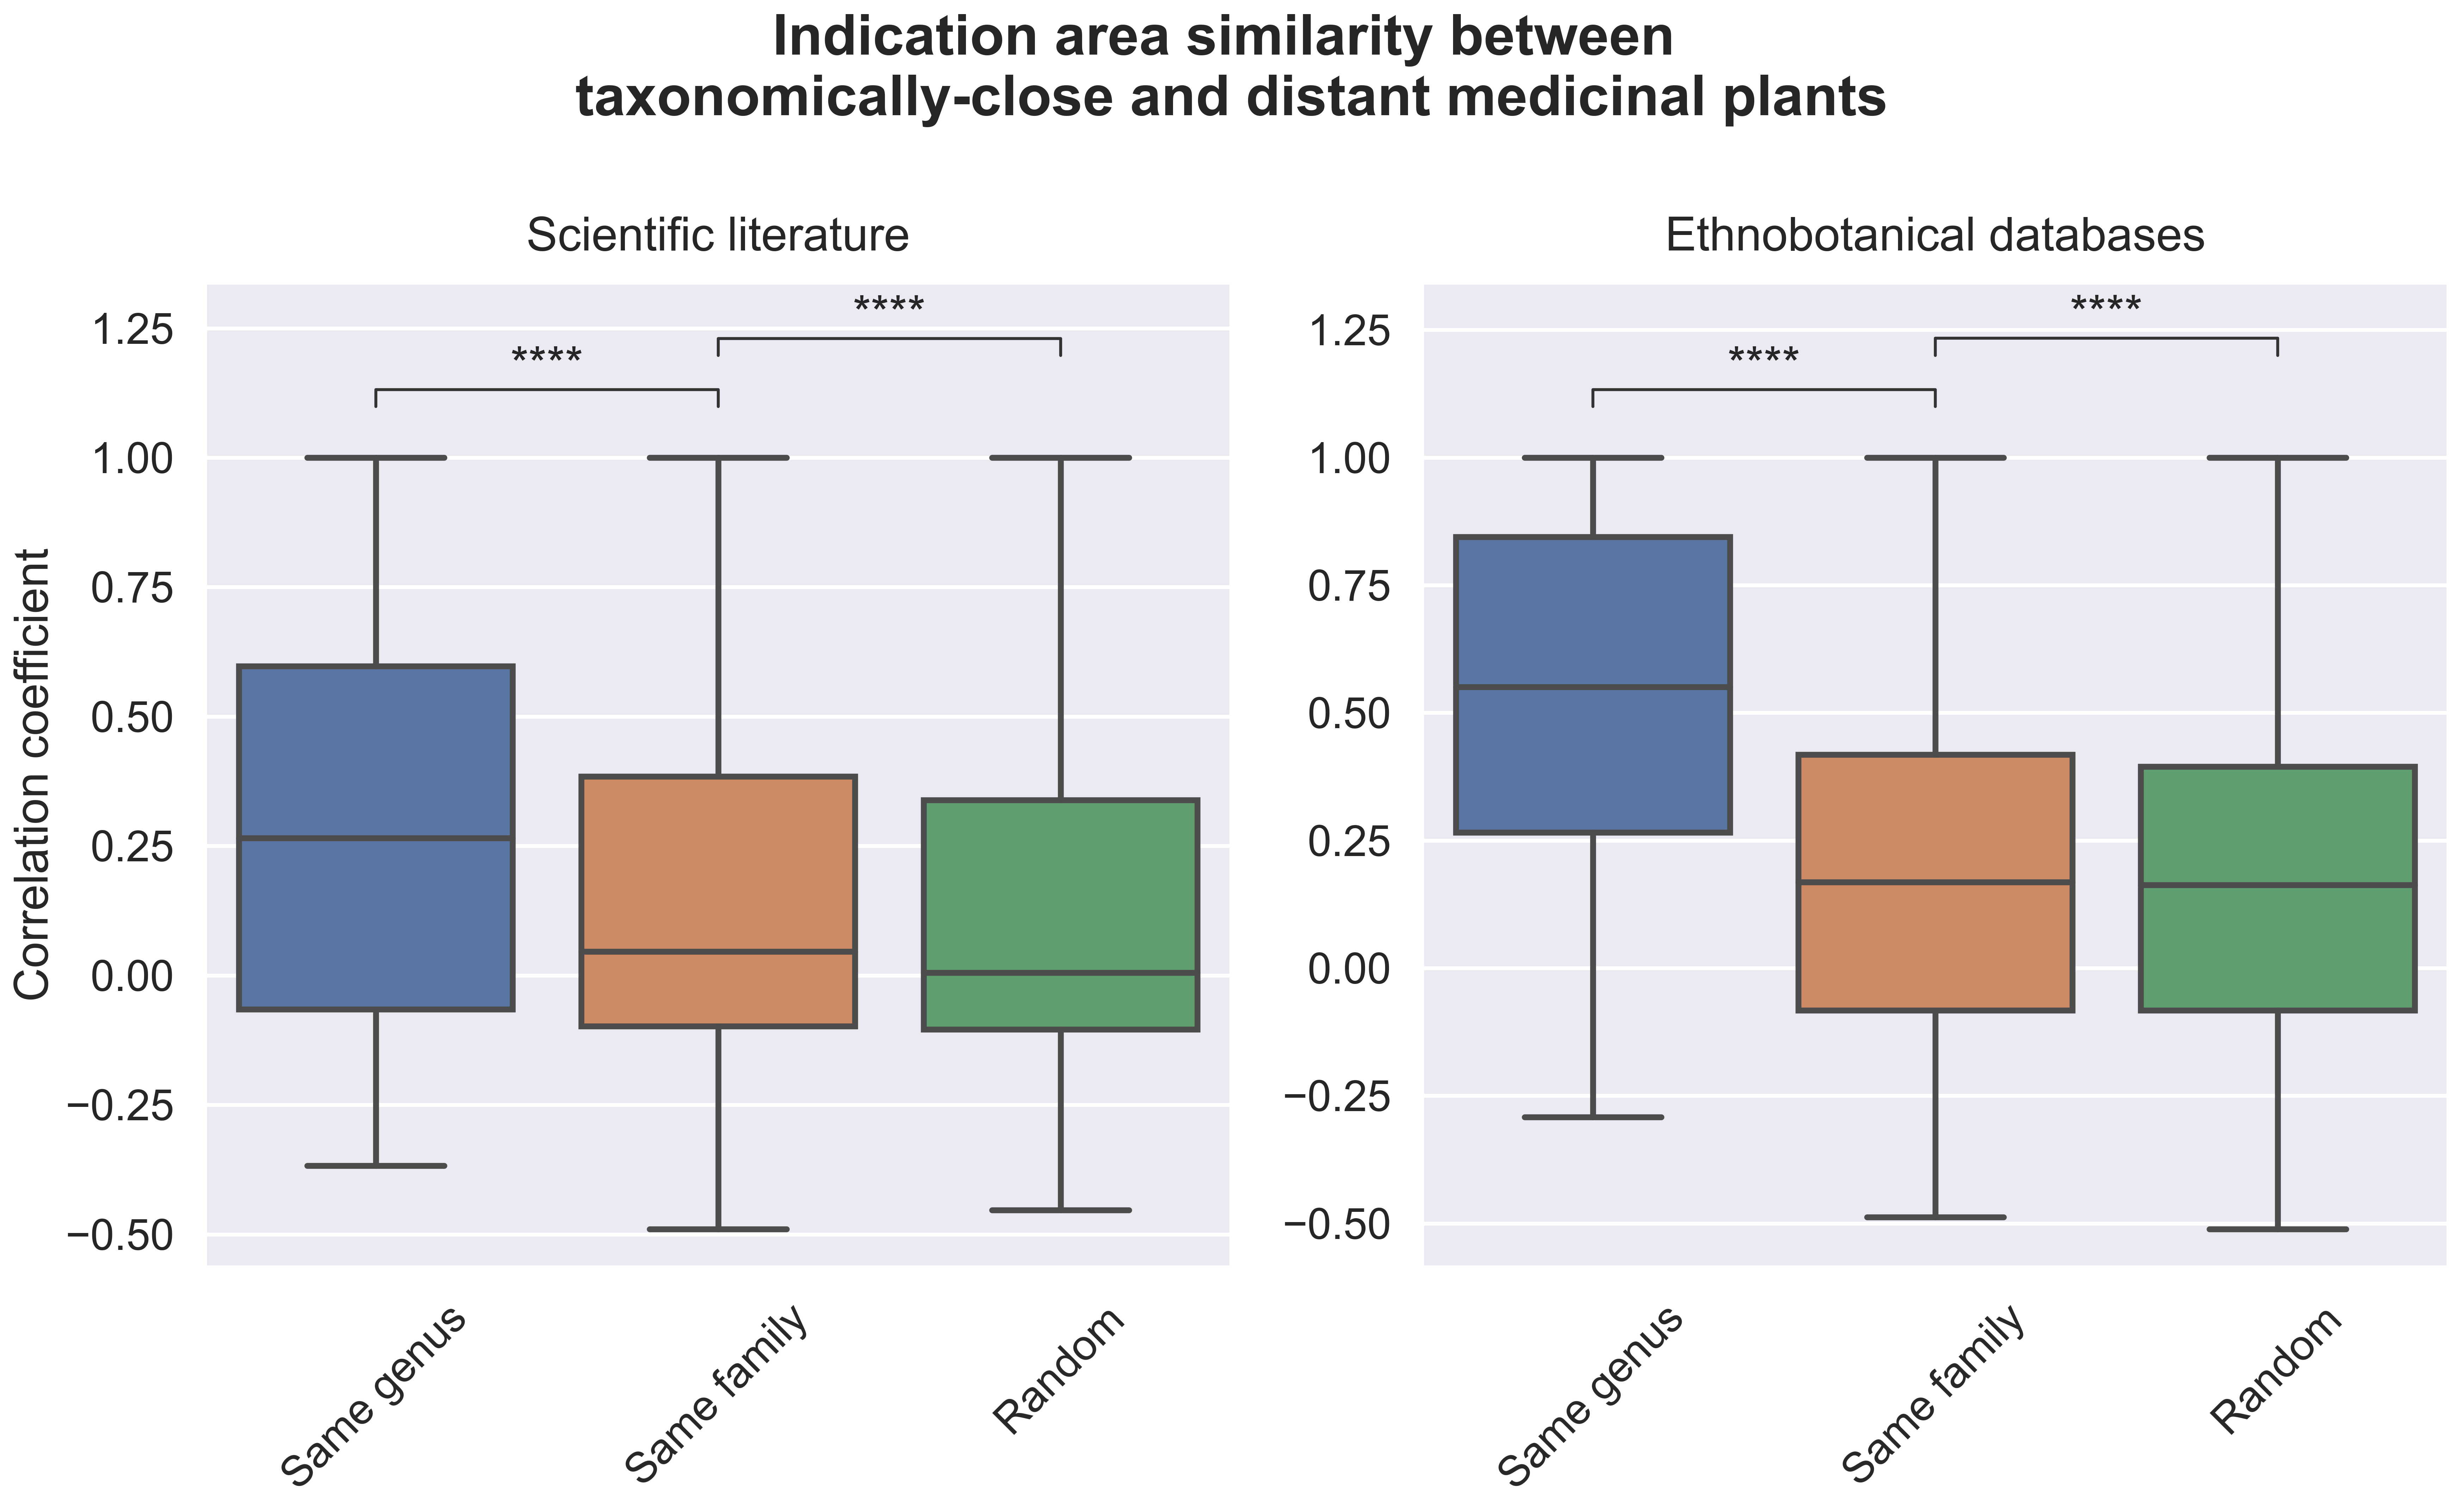 Indication area similarity between
taxonomically-close and distant medicinal plants
Scientific literature
****
****
1.25
1.00
0.75
0.50
0.25
0.00
−0.25
−0.50
Correlation coefficient
Same genus
Same family
Random
Ethnobotanical databases
****
****
1.25
1.00
0.75
0.50
0.25
0.00
−0.25
−0.50
Same genus
Same family
Random